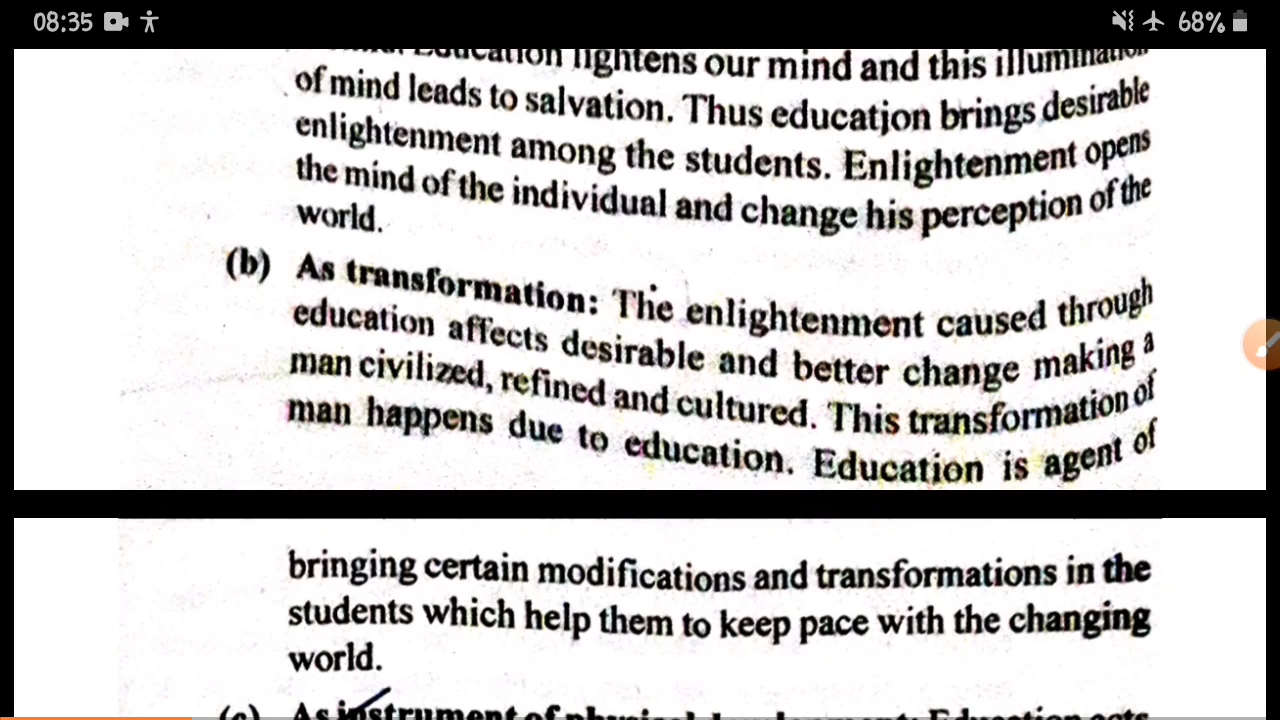 08:35 68%
Education lightens our mind and this illumination
of mind leads to salvation. Thus education brings desirable
enlightenment among the students. Enlightenment opens
the mind of the individual and change his perception of the
world.
(b) As transformation: The enlightenment caused through
education affects desirable and better change making a
man civilized, refined and cultured. This transformation of
man happens due to education. Education is agent of
bringing certain modifications and transformations in the
students which help them to keep pace with the changing
world.
(c) As instrument of physical development: Education acts